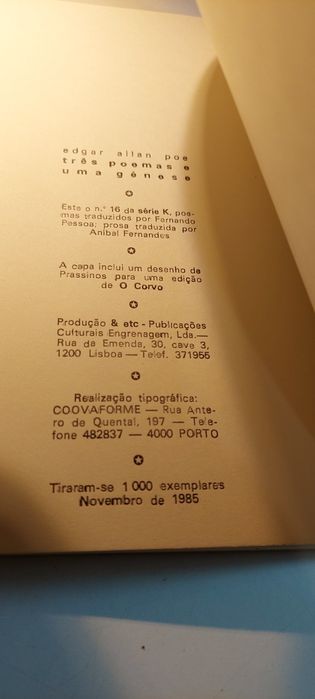 edgar allan poe
três poemas e
uma génese
Este o n.º 16 da série K, poe-
mas traduzidos por Fernando
Pessoa; prosa traduzida por
Aníbal Fernandes
A capa inclui um desenho de
Prassinos para uma edição
de O Corvo
Produção & etc - Publicações
Culturais Engrenagem, Lda.—
Rua da Emenda, 30, cave 3,
1200 Lisboa — Telef. 371956
Realização tipográfica:
COOVAFORME — Rua Ante-
ro de Quental, 197 — Tele-
fone 482837 — 4000 PORTO
Tiraram-se 1 000 exemplares
Novembro de 1985